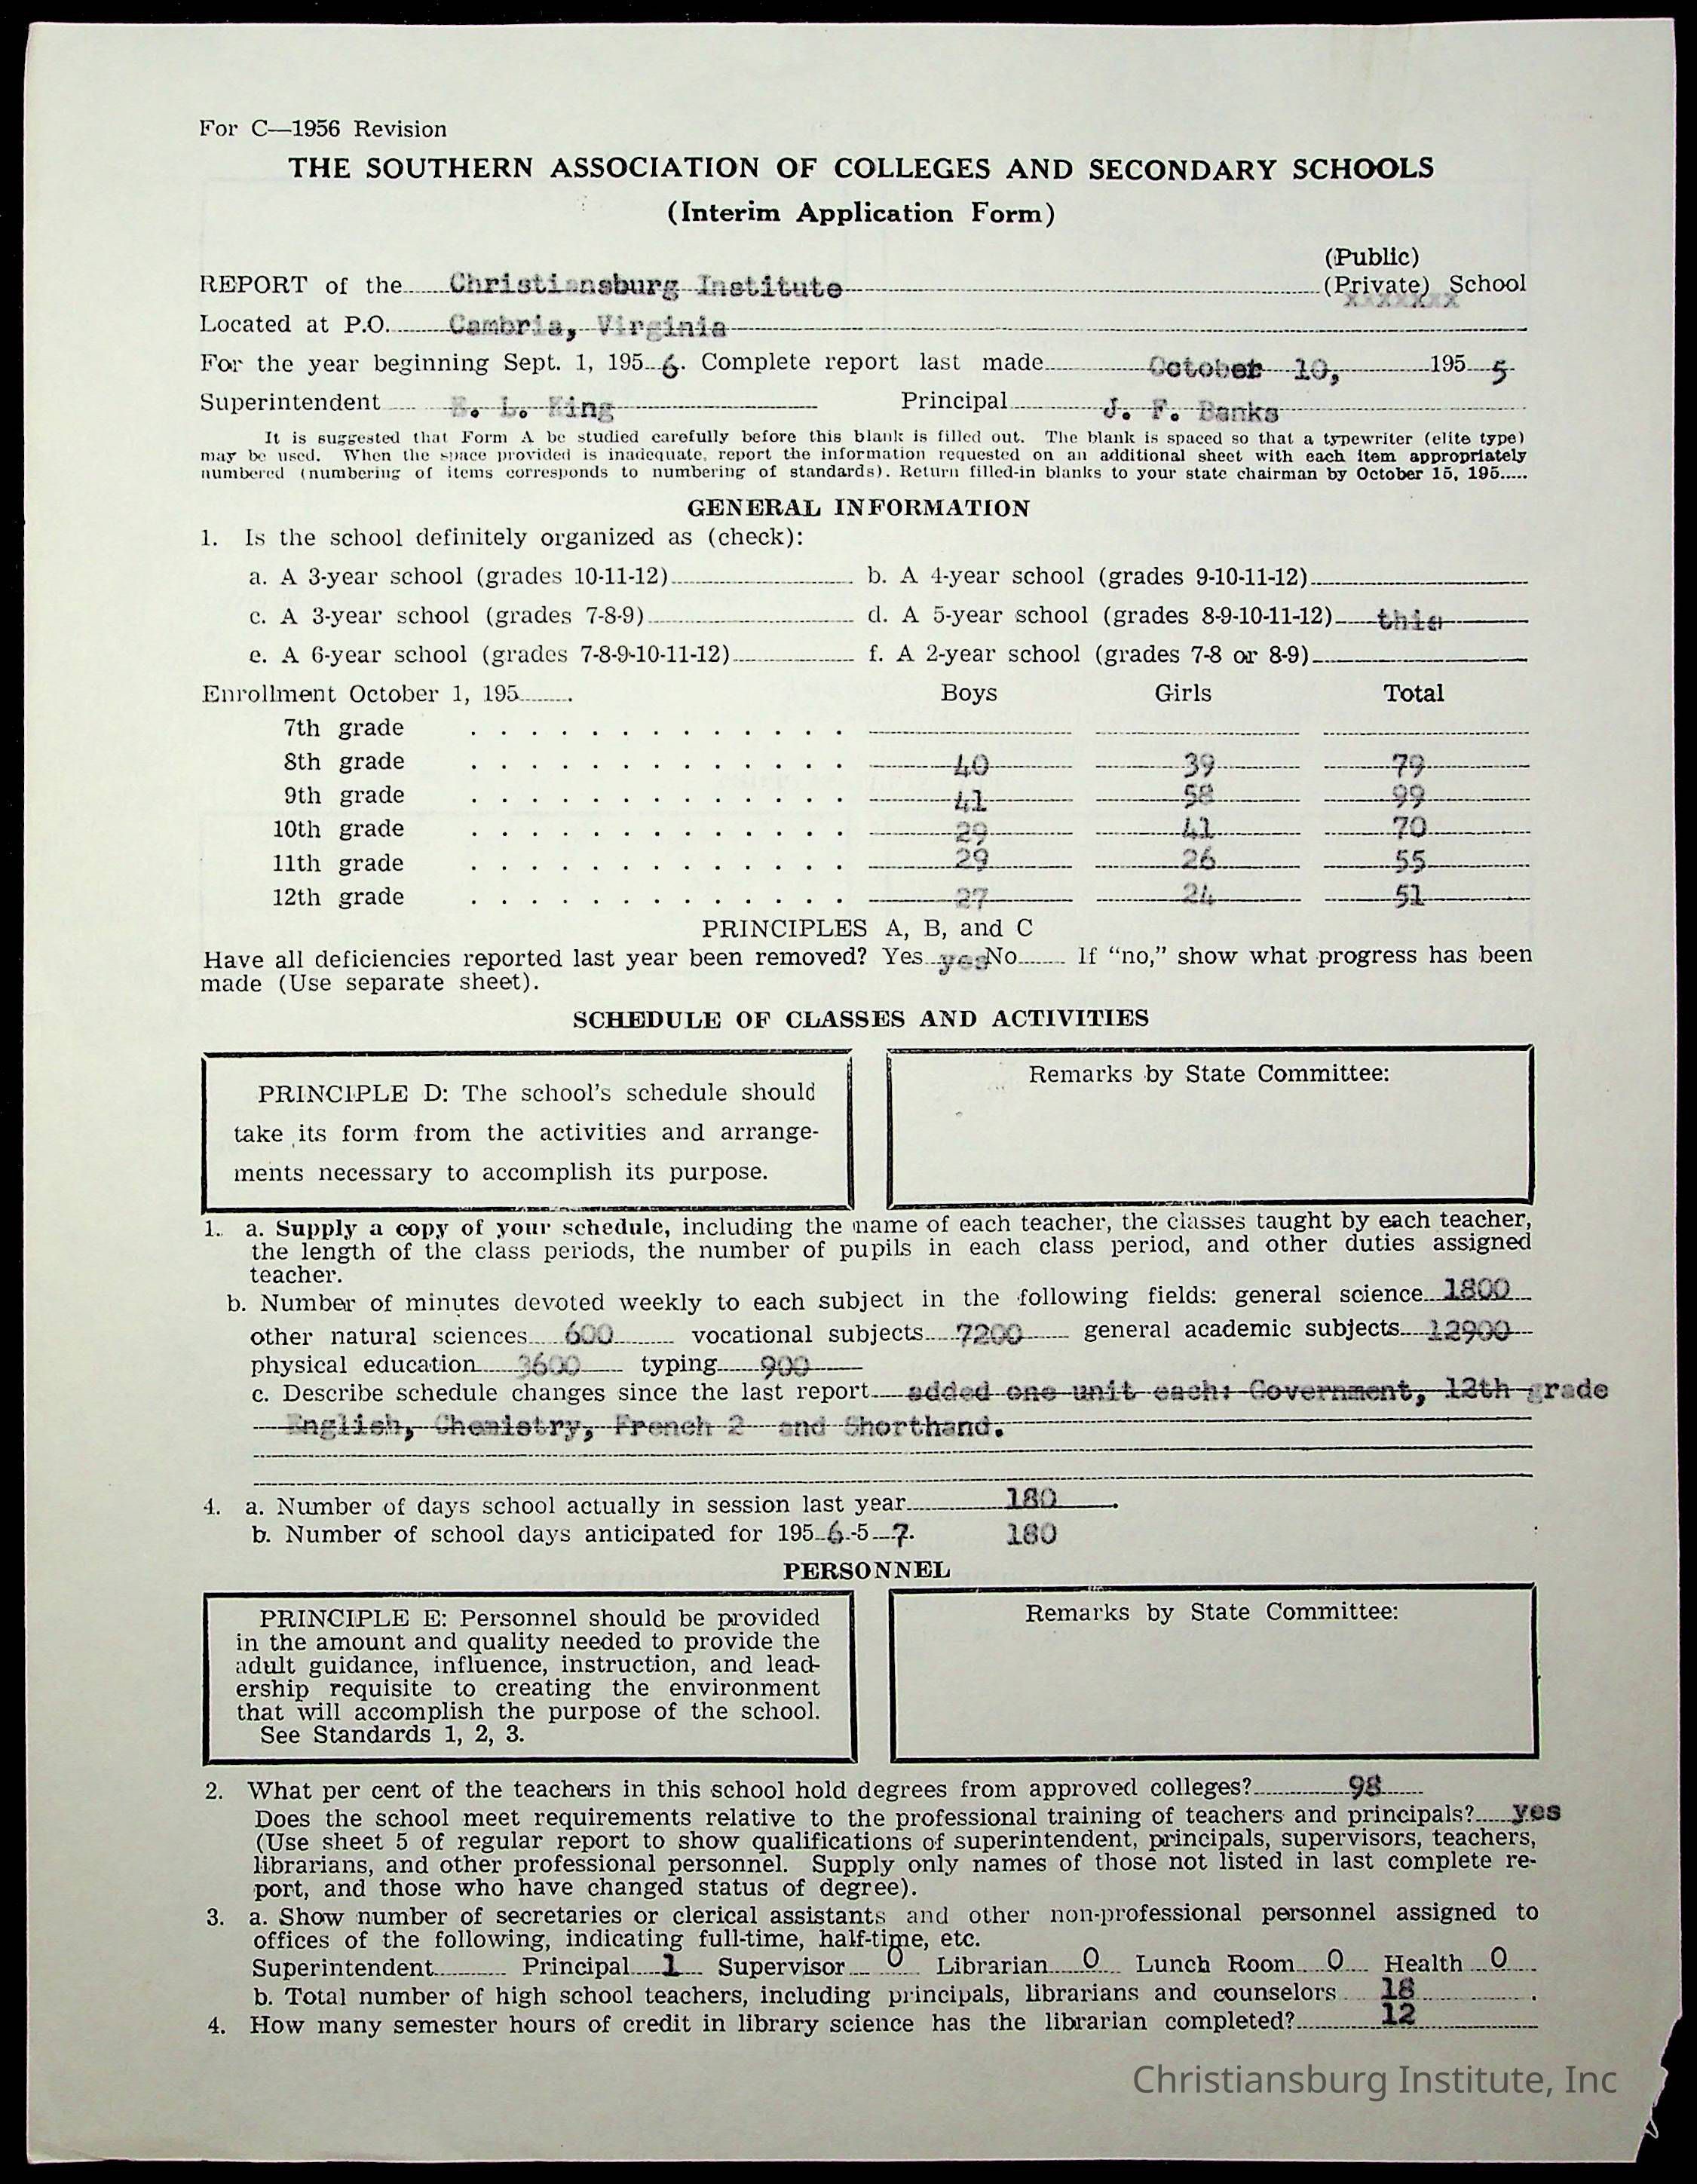 For C—1956 Revision
THE SOUTHERN ASSOCIATION OF COLLEGES AND SECONDARY SCHOOLS
(Interim Application Form)
(Public)
REPORT of the Christiansburg Institute (Private) School
xxxxxxx
Located at P.O. Cambria, Virginia
For the year beginning Sept. 1, 195 6. Complete report last made October 10, 195 5
Superintendent E. L. King Principal J. F. Banks
It is suggested that Form A be studied carefully before this blank is filled out. The blank is spaced so that a typewriter (elite type)
may be used. When the space provided is inadequate, report the information requested on an additional sheet with each item appropriately
numbered (numbering of items corresponds to numbering of standards). Return filled-in blanks to your state chairman by October 15, 195.....
GENERAL INFORMATION
1. Is the school definitely organized as (check):
a. A 3-year school (grades 10-11-12) b. A 4-year school (grades 9-10-11-12)
c. A 3-year school (grades 7-8-9) d. A 5-year school (grades 8-9-10-11-12) this
e. A 6-year school (grades 7-8-9-10-11-12) f. A 2-year school (grades 7-8 or 8-9)
Enrollment October 1, 195 Boys Girls Total
7th grade
8th grade 40 39 79
9th grade 41 58 99
10th grade 29 41 70
11th grade 29 26 55
12th grade 27 24 51
PRINCIPLES A, B, and C
Have all deficiencies reported last year been removed? Yes yes No If “no,” show what progress has been
made (Use separate sheet).
SCHEDULE OF CLASSES AND ACTIVITIES
PRINCIPLE D: The school's schedule should
take its form from the activities and arrange-
ments necessary to accomplish its purpose.
Remarks by State Committee:
1. a. Supply a copy of your schedule, including the name of each teacher, the classes taught by each teacher,
the length of the class periods, the number of pupils in each class period, and other duties assigned
teacher.
b. Number of minutes devoted weekly to each subject in the following fields: general science 1800
other natural sciences 600 vocational subjects 7200 general academic subjects 12900
physical education 3600 typing 900
c. Describe schedule changes since the last report added one unit each: Government, 12th grade
English, Chemistry, French 2 and Shorthand.
4. a. Number of days school actually in session last year 180.
b. Number of school days anticipated for 195 6-5 7. 180
PERSONNEL
PRINCIPLE E: Personnel should be provided
in the amount and quality needed to provide the
adult guidance, influence, instruction, and lead-
ership requisite to creating the environment
that will accomplish the purpose of the school.
See Standards 1, 2, 3.
Remarks by State Committee:
2. What per cent of the teachers in this school hold degrees from approved colleges? 98
Does the school meet requirements relative to the professional training of teachers and principals? yes
(Use sheet 5 of regular report to show qualifications of superintendent, principals, supervisors, teachers,
librarians, and other professional personnel. Supply only names of those not listed in last complete re-
port, and those who have changed status of degree).
3. a. Show number of secretaries or clerical assistants and other non-professional personnel assigned to
offices of the following, indicating full-time, half-time, etc.
Superintendent Principal 1 Supervisor 0 Librarian 0 Lunch Room 0 Health 0
b. Total number of high school teachers, including principals, librarians and counselors 18.
4. How many semester hours of credit in library science has the librarian completed? 12
Christiansburg Institute, Inc